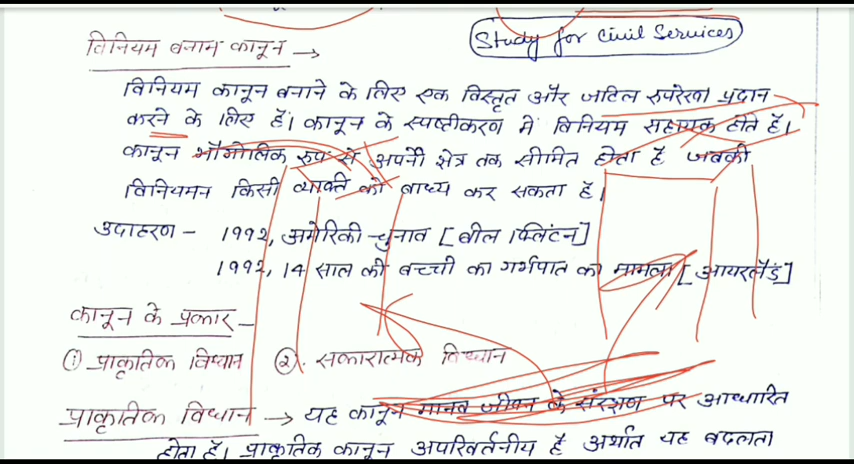 Study for Civil Services
विनियम बनाम कानून →
विनियम कानून बनाने के लिए एक विस्तृत और जटिल रुपरेखा प्रदान
करने के लिए हैं। कानून के स्पष्टीकरण में विनियम सहायक होते हैं।
कानून भौगोलिक रुप से अपनी क्षेत्र तक सीमित होता है जबकी
विनियमन किसी व्यक्ति को बाध्य कर सकता है।
उदाहरण - 1992, अमेरिकी चुनाव [बील क्लिंटन]
1992, 14 साल की बच्ची का गर्भपात का मामला [आयरलैंड]
कानून के प्रकार -
① प्राकृतिक विधान ② सकारात्मक विधान
प्राकृतिक विधान → यह कानून मानव जीवन के संरक्षण पर आधारित
होता है। प्राकृतिक कानून अपरिवर्तनीय है अर्थात यह बदलता